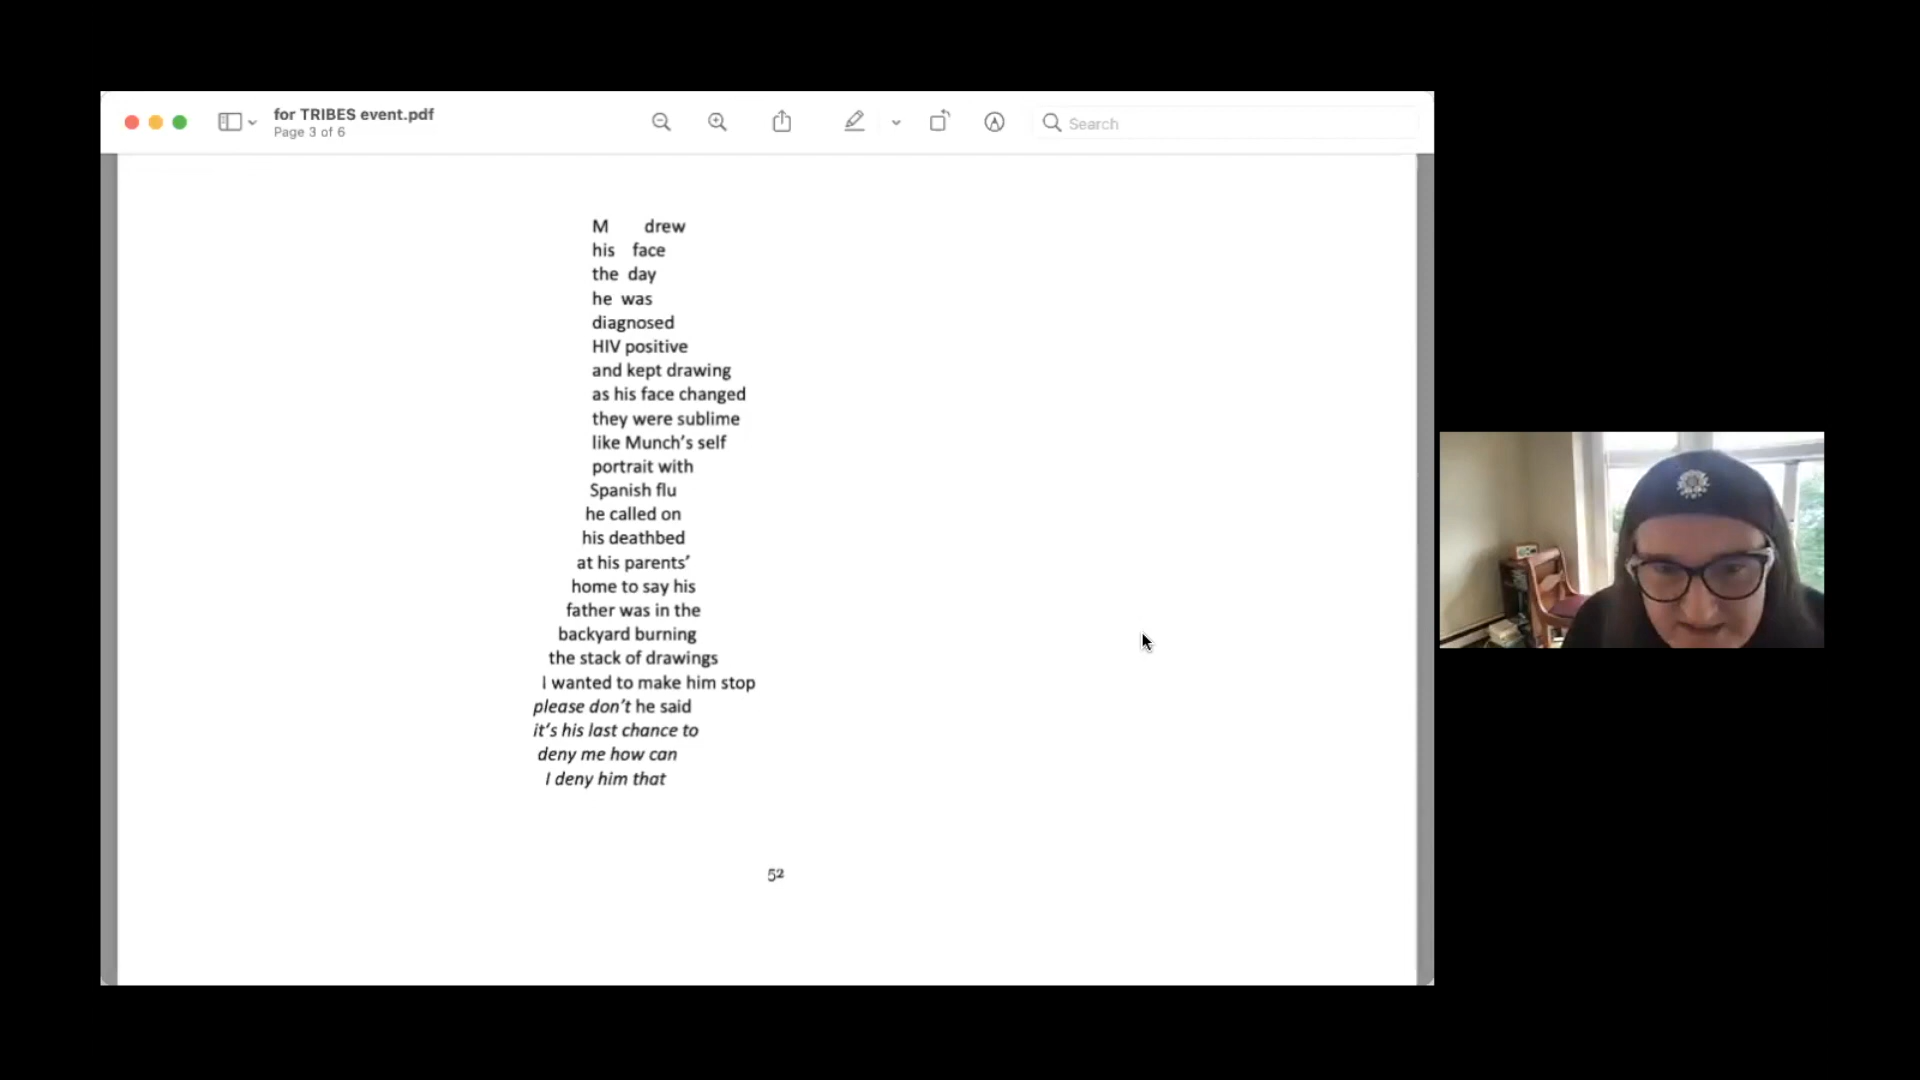 for TRIBES event.pdf
Page 3 of 6
Search
M drew
his face
the day
he was
diagnosed
HIV positive
and kept drawing
as his face changed
they were sublime
like Munch’s self
portrait with
Spanish flu
he called on
his deathbed
at his parents’
home to say his
father was in the
backyard burning
the stack of drawings
I wanted to make him stop
please don’t he said
it’s his last chance to
deny me how can
I deny him that
52